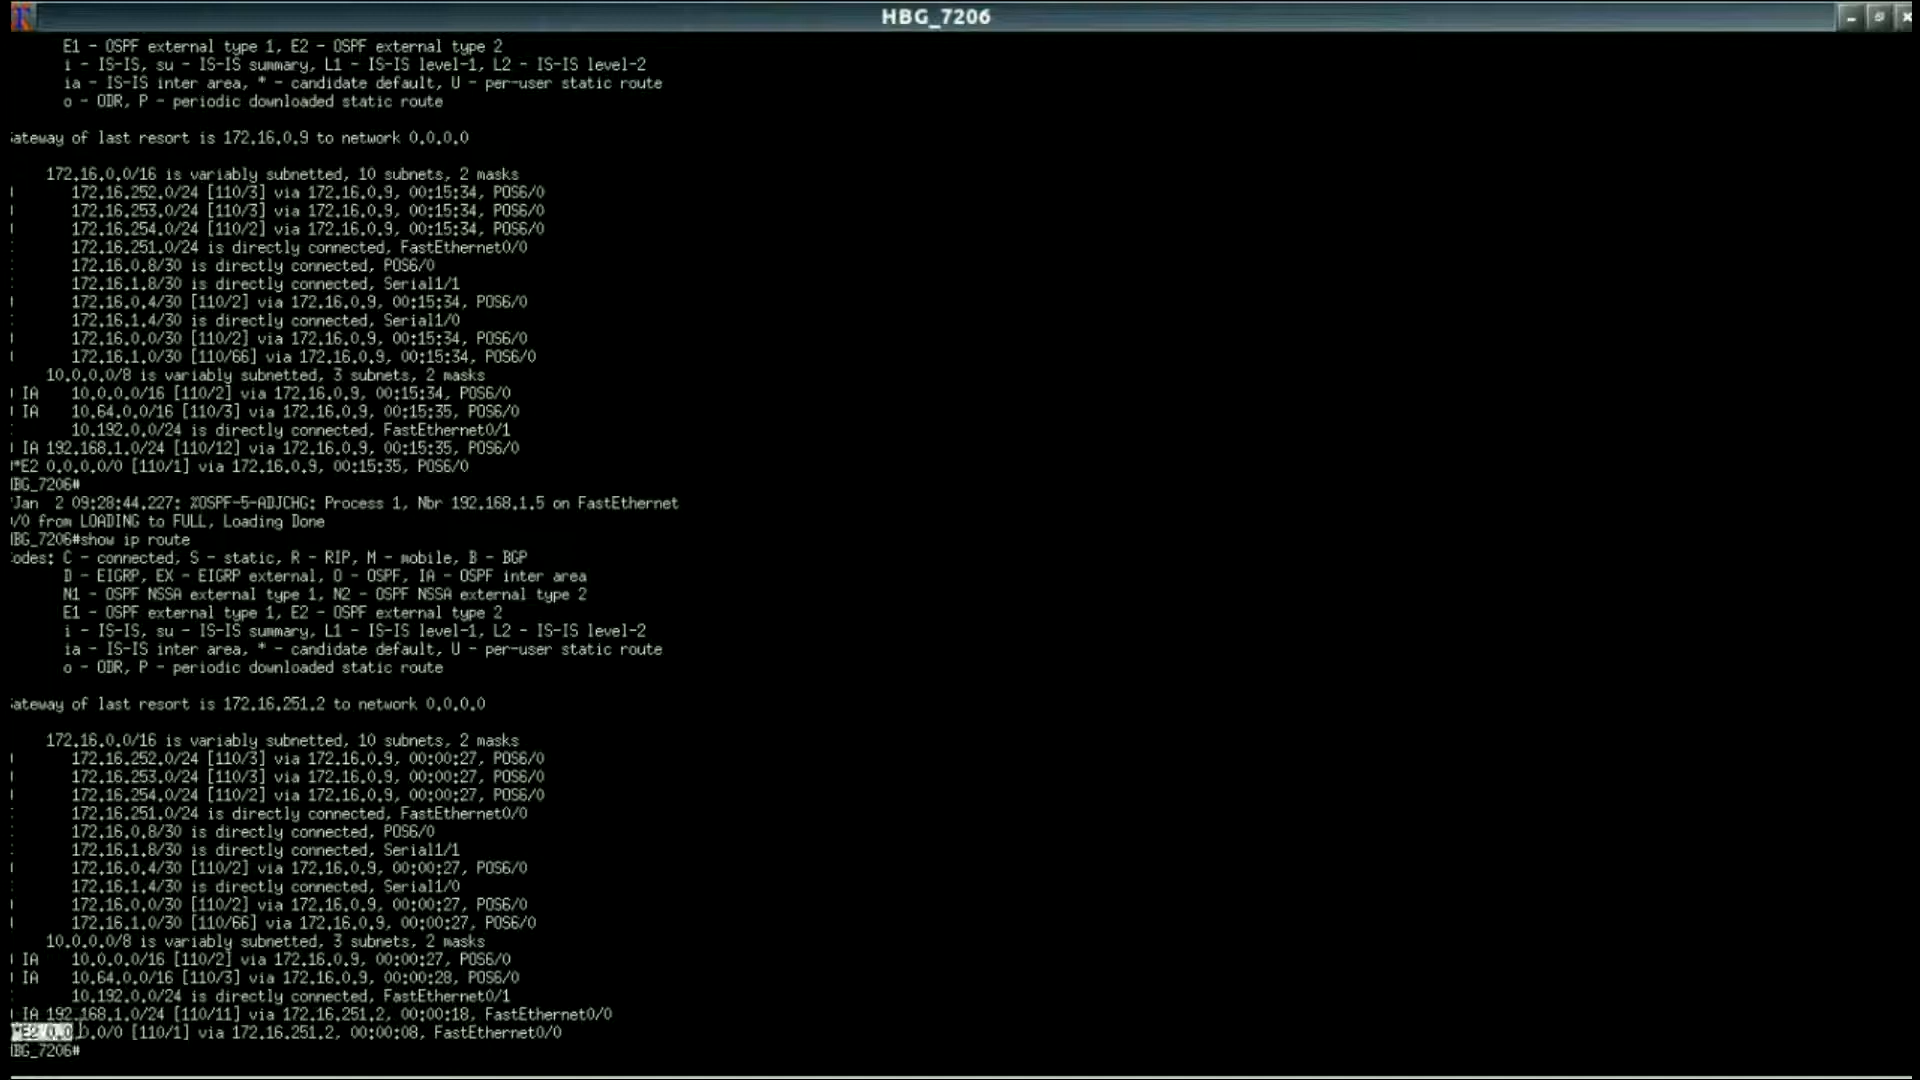 HBG_7206
E1 - OSPF external type 1, E2 - OSPF external type 2
i - IS-IS, su - IS-IS summary, L1 - IS-IS level-1, L2 - IS-IS level-2
ia - IS-IS inter area, * - candidate default, U - per-user static route
o - ODR, P - periodic downloaded static route
ateway of last resort is 172.16.0.9 to network 0.0.0.0
172.16.0.0/16 is variably subnetted, 10 subnets, 2 masks
172.16.252.0/24 [110/3] via 172.16.0.9, 00:15:34, POS6/0
172.16.253.0/24 [110/3] via 172.16.0.9, 00:15:34, POS6/0
172.16.254.0/24 [110/2] via 172.16.0.9, 00:15:34, POS6/0
172.16.251.0/24 is directly connected, FastEthernet0/0
172.16.0.8/30 is directly connected, POS6/0
172.16.1.8/30 is directly connected, Serial1/1
172.16.0.4/30 [110/2] via 172.16.0.9, 00:15:34, POS6/0
172.16.1.4/30 is directly connected, Serial1/0
172.16.0.0/30 [110/2] via 172.16.0.9, 00:15:34, POS6/0
172.16.1.0/30 [110/66] via 172.16.0.9, 00:15:34, POS6/0
10.0.0.0/8 is variably subnetted, 3 subnets, 2 masks
IA 10.0.0.0/16 [110/2] via 172.16.0.9, 00:15:34, POS6/0
IA 10.64.0.0/16 [110/3] via 172.16.0.9, 00:15:35, POS6/0
10.192.0.0/24 is directly connected, FastEthernet0/1
IA 192.168.1.0/24 [110/12] via 172.16.0.9, 00:15:35, POS6/0
*E2 0.0.0.0/0 [110/1] via 172.16.0.9, 00:15:35, POS6/0
BG_7206#
Jan 2 09:28:44.227: %OSPF-5-ADJCHG: Process 1, Nbr 192.168.1.5 on FastEthernet
/0 from LOADING to FULL, Loading Done
BG_7206#show ip route
odes: C - connected, S - static, R - RIP, M - mobile, B - BGP
D - EIGRP, EX - EIGRP external, O - OSPF, IA - OSPF inter area
N1 - OSPF NSSA external type 1, N2 - OSPF NSSA external type 2
E1 - OSPF external type 1, E2 - OSPF external type 2
i - IS-IS, su - IS-IS summary, L1 - IS-IS level-1, L2 - IS-IS level-2
ia - IS-IS inter area, * - candidate default, U - per-user static route
o - ODR, P - periodic downloaded static route
ateway of last resort is 172.16.251.2 to network 0.0.0.0
172.16.0.0/16 is variably subnetted, 10 subnets, 2 masks
172.16.252.0/24 [110/3] via 172.16.0.9, 00:00:27, POS6/0
172.16.253.0/24 [110/3] via 172.16.0.9, 00:00:27, POS6/0
172.16.254.0/24 [110/2] via 172.16.0.9, 00:00:27, POS6/0
172.16.251.0/24 is directly connected, FastEthernet0/0
172.16.0.8/30 is directly connected, POS6/0
172.16.1.8/30 is directly connected, Serial1/1
172.16.0.4/30 [110/2] via 172.16.0.9, 00:00:27, POS6/0
172.16.1.4/30 is directly connected, Serial1/0
172.16.0.0/30 [110/2] via 172.16.0.9, 00:00:27, POS6/0
172.16.1.0/30 [110/66] via 172.16.0.9, 00:00:27, POS6/0
10.0.0.0/8 is variably subnetted, 3 subnets, 2 masks
IA 10.0.0.0/16 [110/2] via 172.16.0.9, 00:00:27, POS6/0
IA 10.64.0.0/16 [110/3] via 172.16.0.9, 00:00:28, POS6/0
10.192.0.0/24 is directly connected, FastEthernet0/1
IA 192.168.1.0/24 [110/11] via 172.16.251.2, 00:00:18, FastEthernet0/0
*E2 0.0.0.0/0 [110/1] via 172.16.251.2, 00:00:08, FastEthernet0/0
BG_7206#